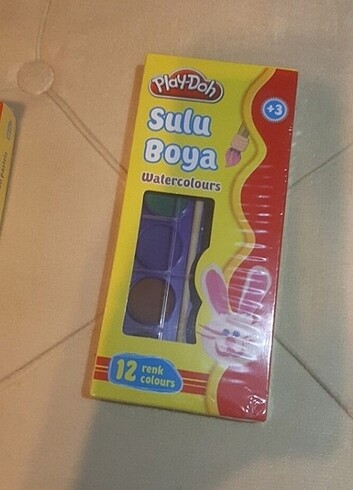 Play-Doh
+3
Sulu
Boya
Watercolours
12 renk
colours